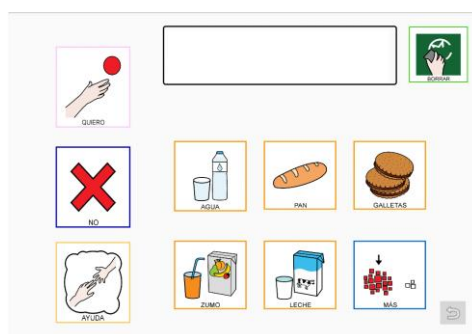 BORRAR
QUIERO
NO
AGUA
PAN
GALLETAS
AYUDA
ZUMO
LECHE
MÁS